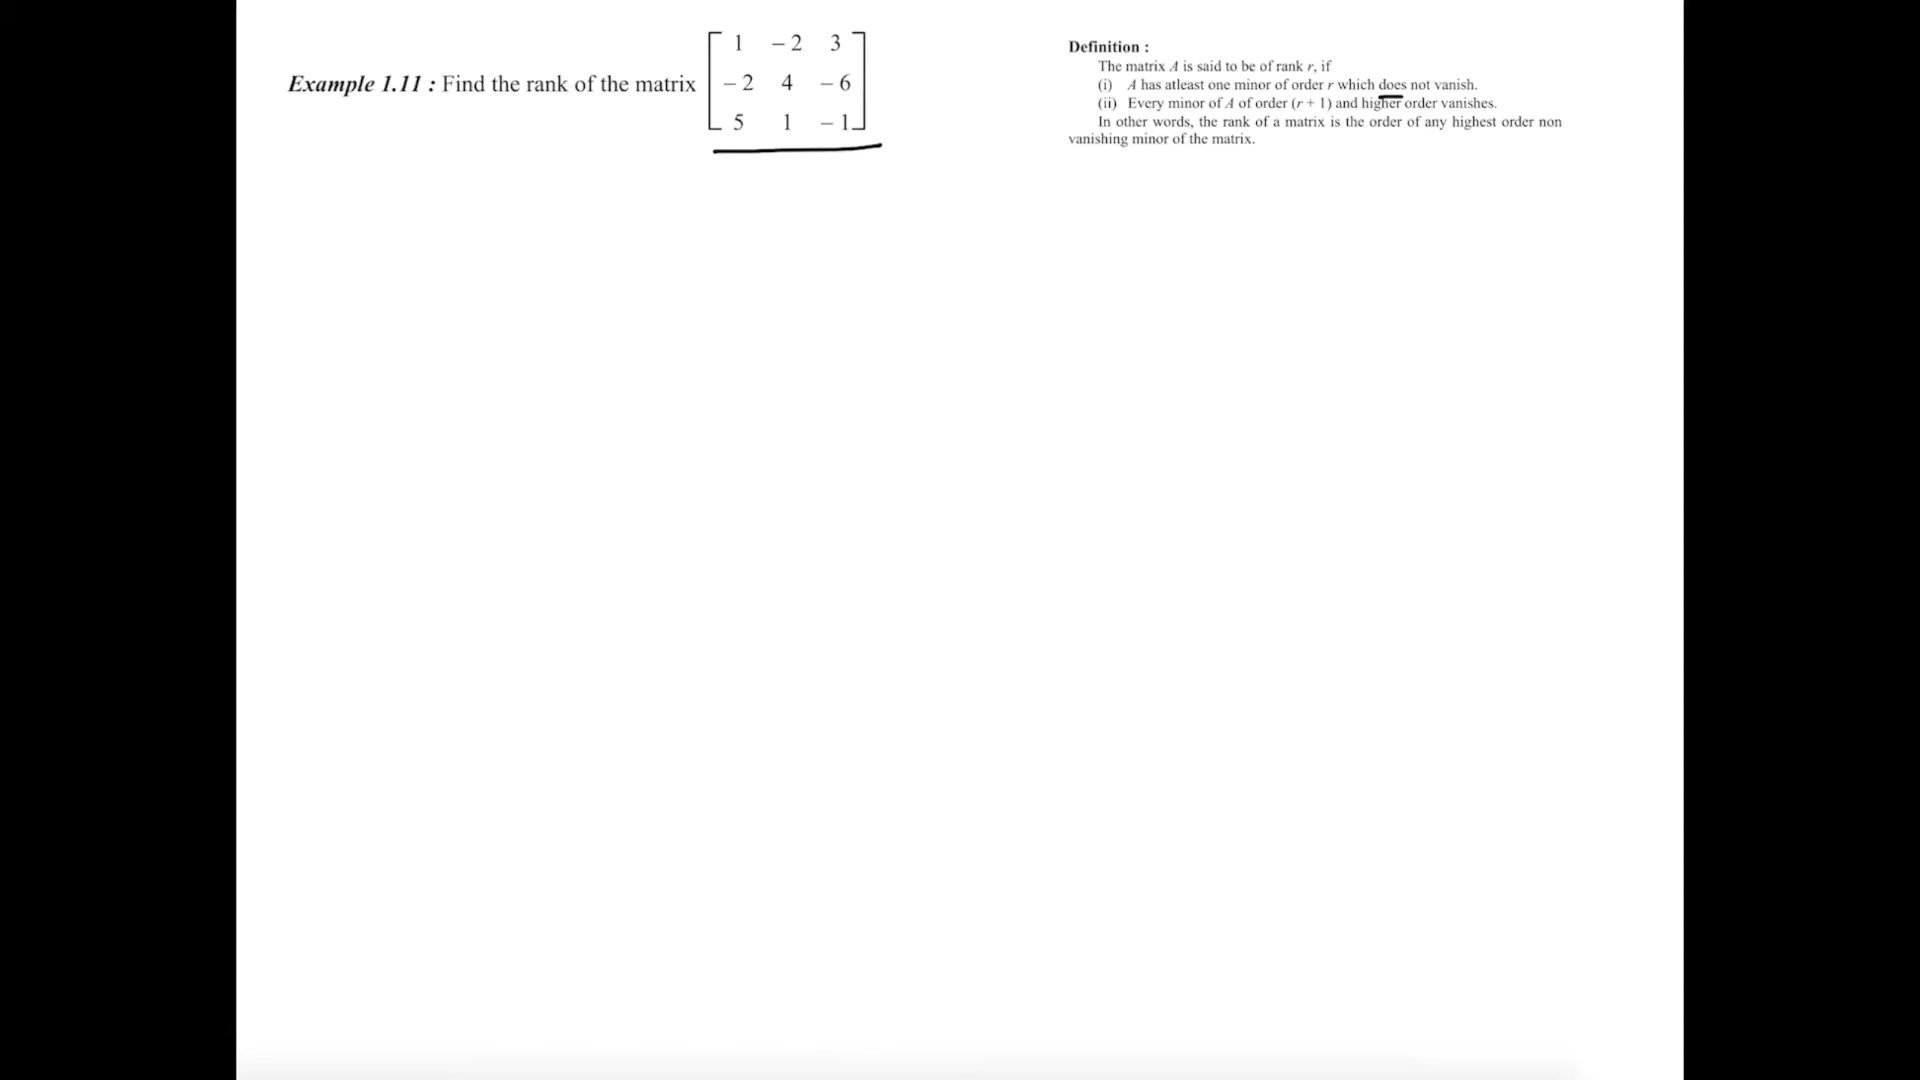 Example 1.11 : Find the rank of the matrix
1 – 2 3
– 2 4 – 6
5 1 – 1
Definition :
The matrix A is said to be of rank r, if
(i) A has atleast one minor of order r which does not vanish.
(ii) Every minor of A of order (r + 1) and higher order vanishes.
In other words, the rank of a matrix is the order of any highest order non
vanishing minor of the matrix.